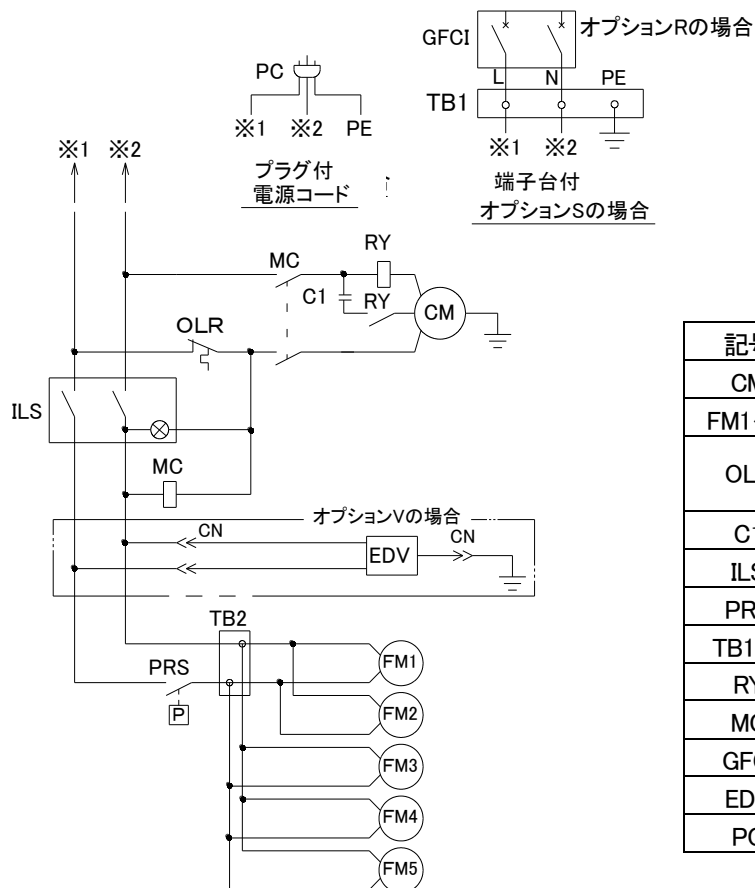 GFCI
オプションRの場合
L N PE
TB1
※1 ※2
端子台付
オプションSの場合
PC
※1 ※2 PE
プラグ付
電源コード
※1 ※2
MC
RY
C1
RY
CM
OLR
ILS
MC
オプションVの場合
CN
EDV
CN
TB2
PRS
P
FM1
FM2
FM3
FM4
FM5
CM
FM1
OL
ILS
PR
TB1
RY
MC
GF
ED
PC